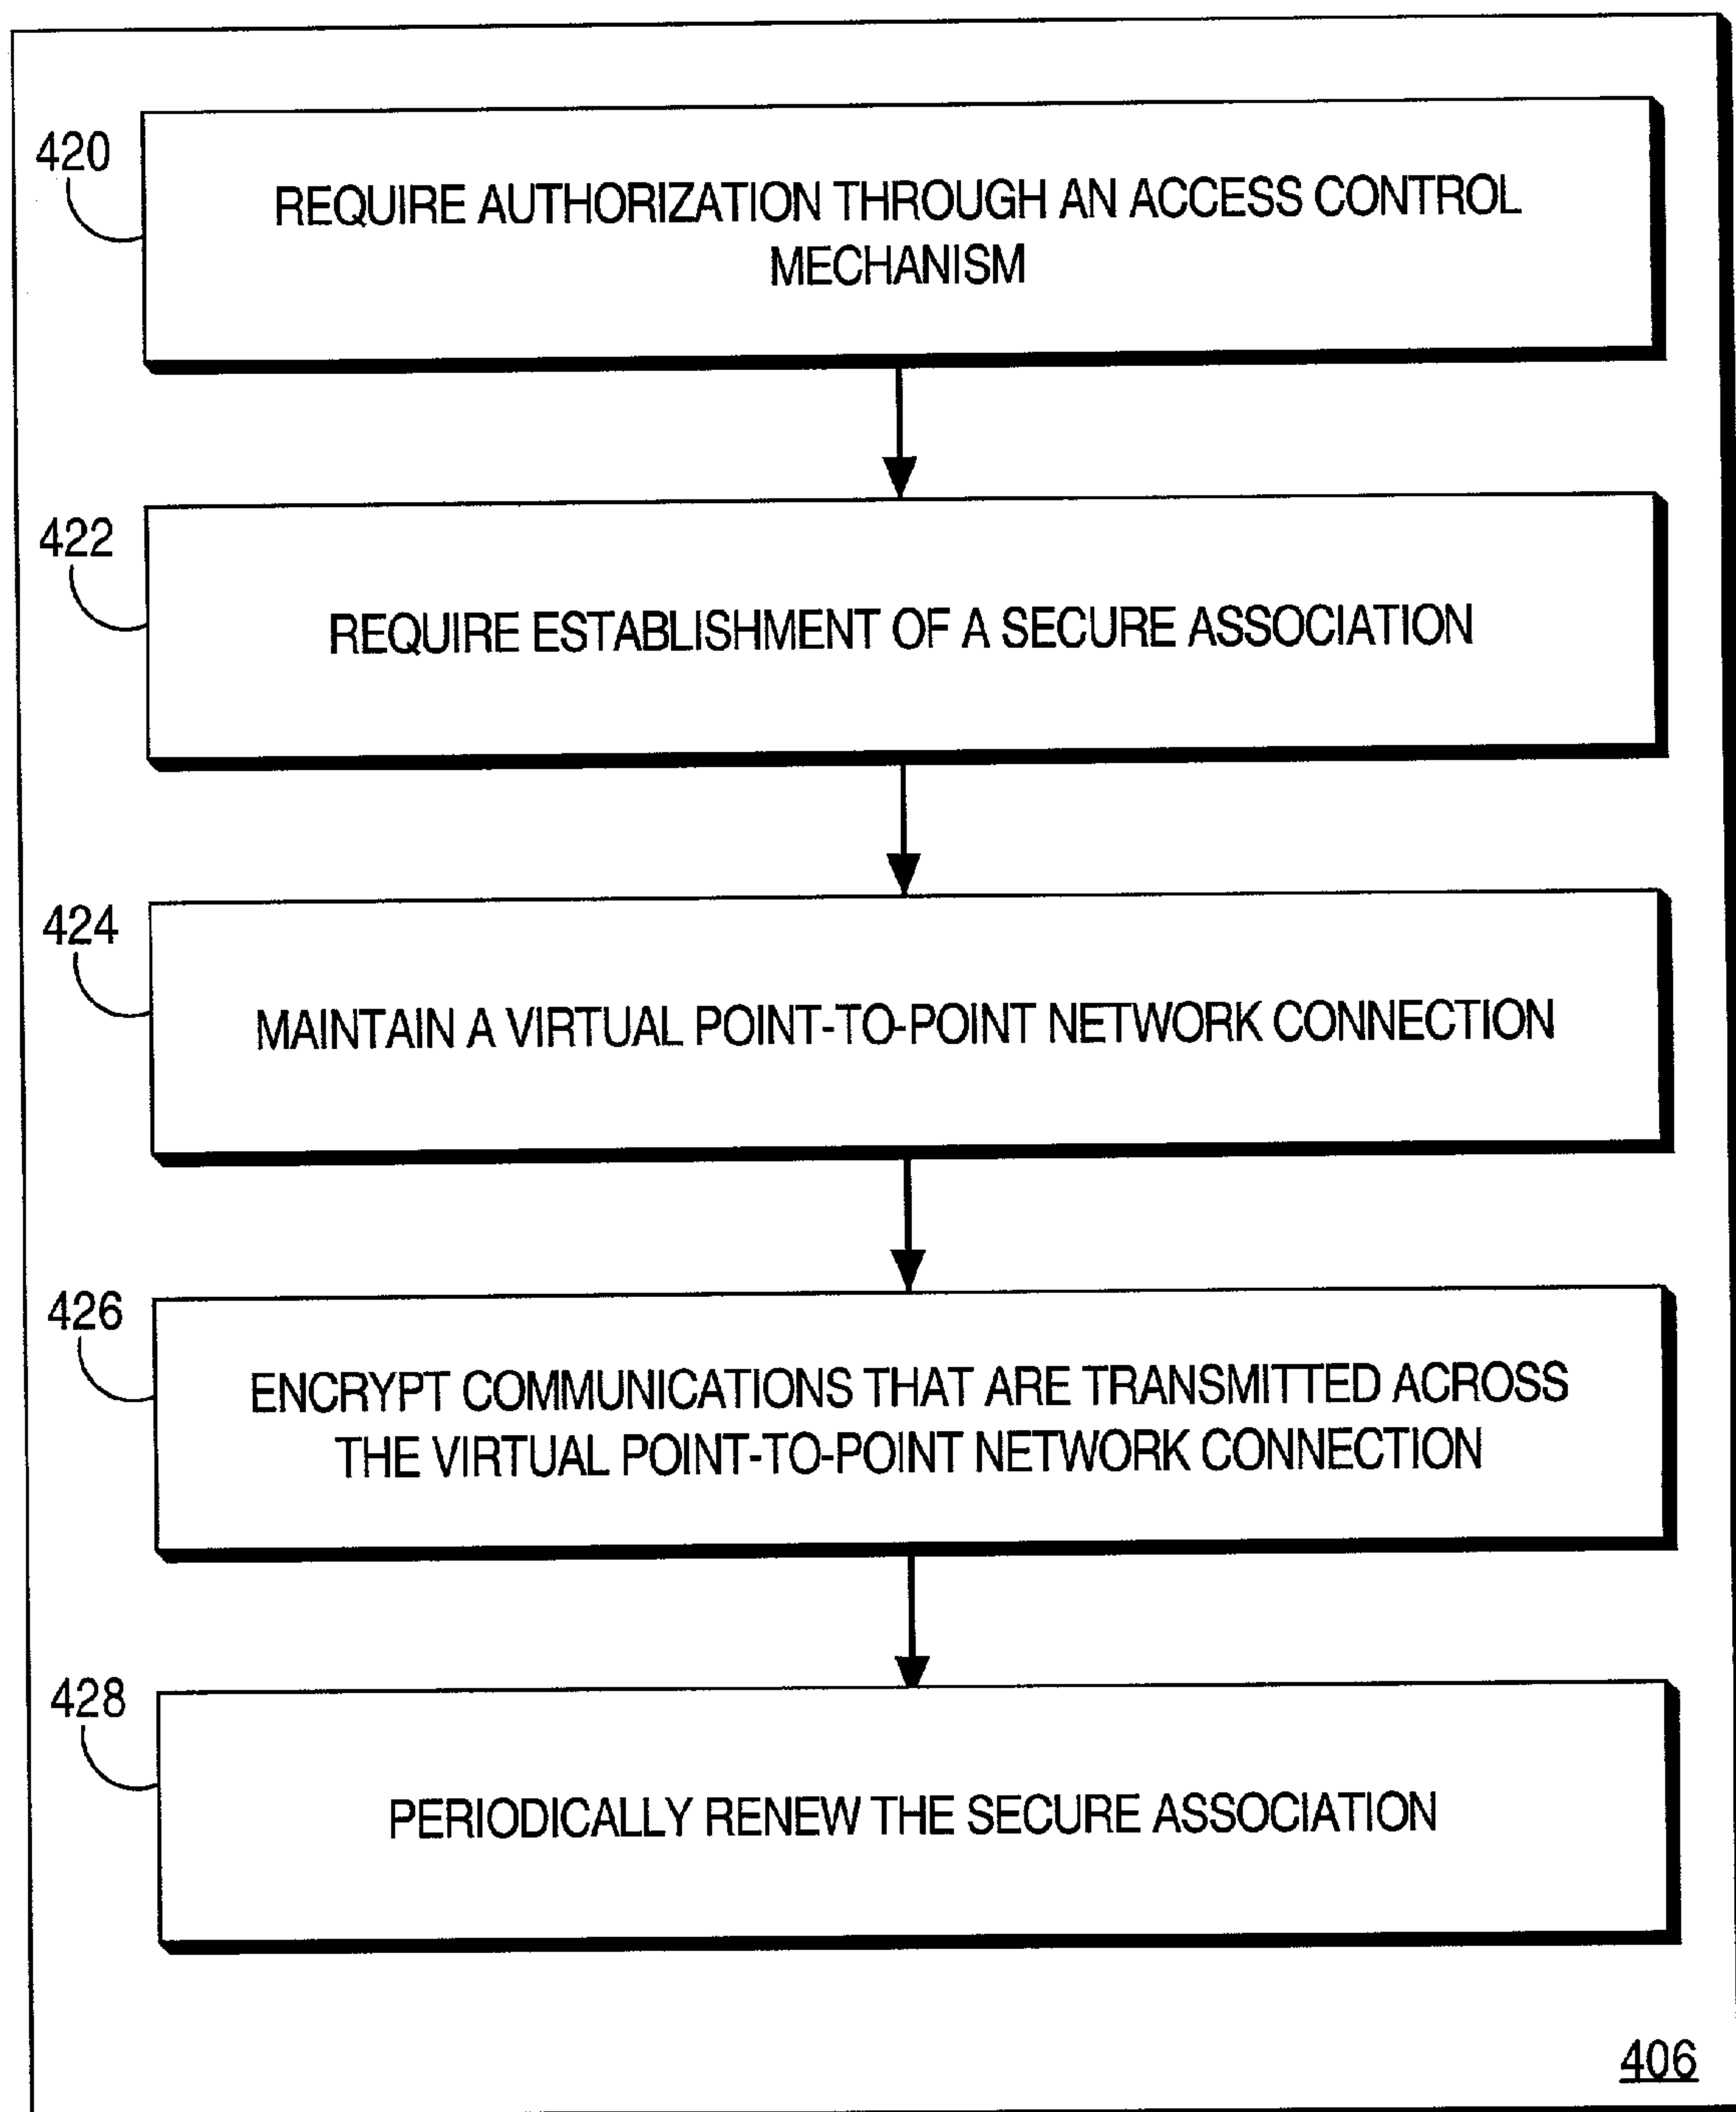 420
REQUIRE AUTHORIZATION THROUGH AN ACCESS CONTROL
MECHANISM
422
REQUIRE ESTABLISHMENT OF A SECURE ASSOCIATION
424
MAINTAIN A VIRTUAL POINT-TO-POINT NETWORK CONNECTION
426
ENCRYPT COMMUNICATIONS THAT ARE TRANSMITTED ACROSS
THE VIRTUAL POINT-TO-POINT NETWORK CONNECTION
428
PERIODICALLY RENEW THE SECURE ASSOCIATION
406